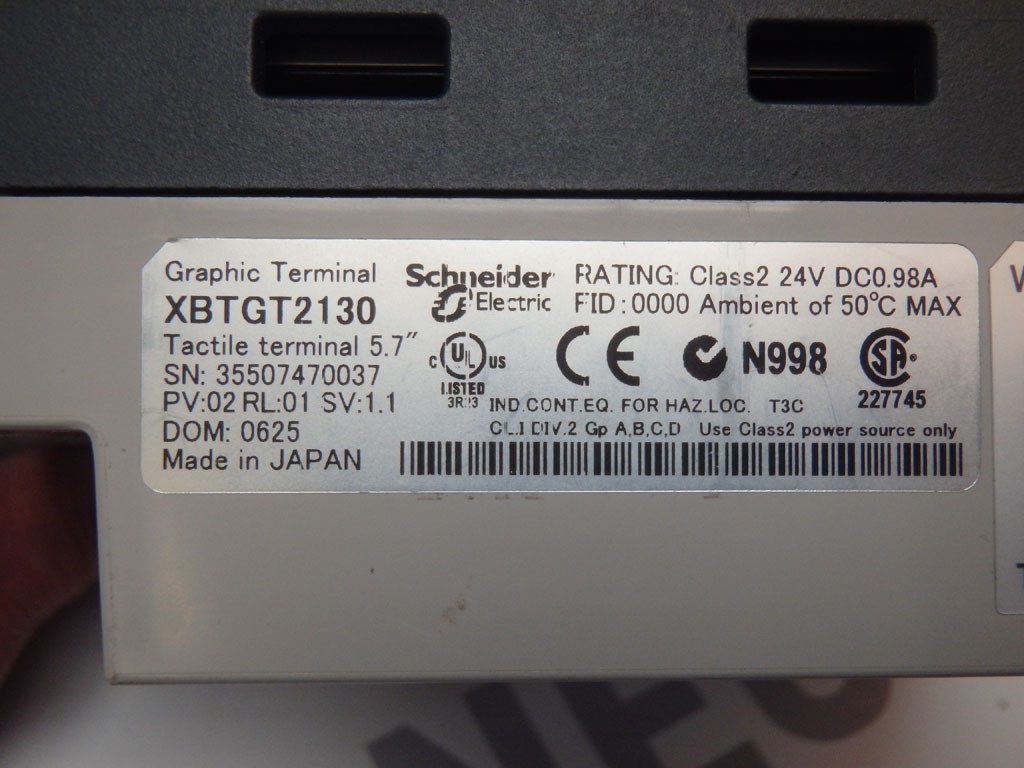 Graphic Terminal
XBTGT2130
Tactile terminal 5.7"
SN: 35507470037
PV:02 RL:01 SV:1.1
DOM: 0625
Made in JAPAN
Schneider
Electric
RATING: Class2 24V DC0.98A
FID:0000 Ambient of 50°C MAX
C UL US
LISTED
CE
N998
SA
227745
IND.CONT.EQ. FOR HAZ.LOC. T3C
CL.I DIV.2 Gp A,B,C,D Use Class2 power source only